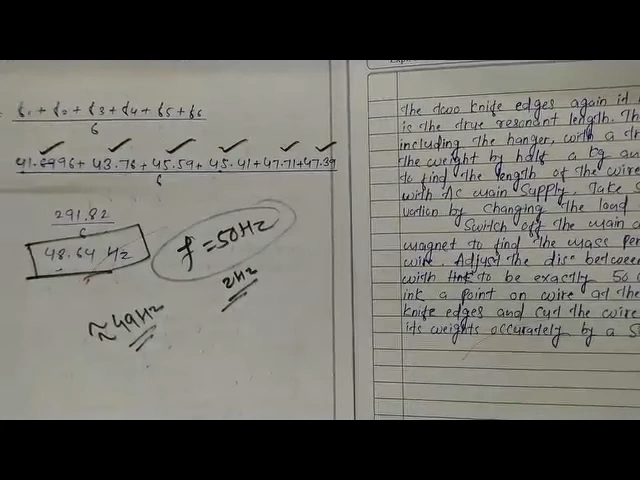 f1 + f2 + f3 + f4 + f5 + f6
6
41.6996 + 43.76 + 45.59 + 45.41 + 47.71 + 47.39
6
291.82
6
48.64 Hz
f = 50Hz
2Hz
≈ 49Hz
The two knife edges again it
is the true resonant length. The
including the hanger, with a
the weight by half a kg an
to find the length of the wire
with AC main supply. Take
vation by changing the load
Switch off the main
magnet to find the mass per
wire. Adjust the disc between
with to be exactly 50
ink a point on wire at the
knife edges and cut the wire
its weights accurately by a